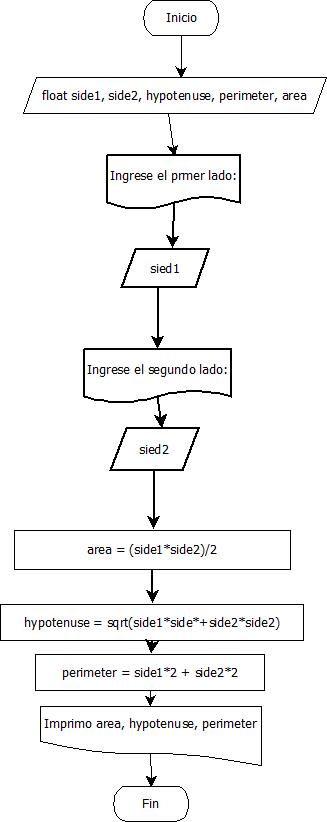 Inicio
float side1, side2, hypotenuse, perimeter, area
Ingrese el prmer lado:
sied1
Ingrese el segundo lado:
sied2
area = (side1*side2)/2
hypotenuse = sqrt(side1*side*+side2*side2)
perimeter = side1*2 + side2*2
Imprimo area, hypotenuse, perimeter
Fin